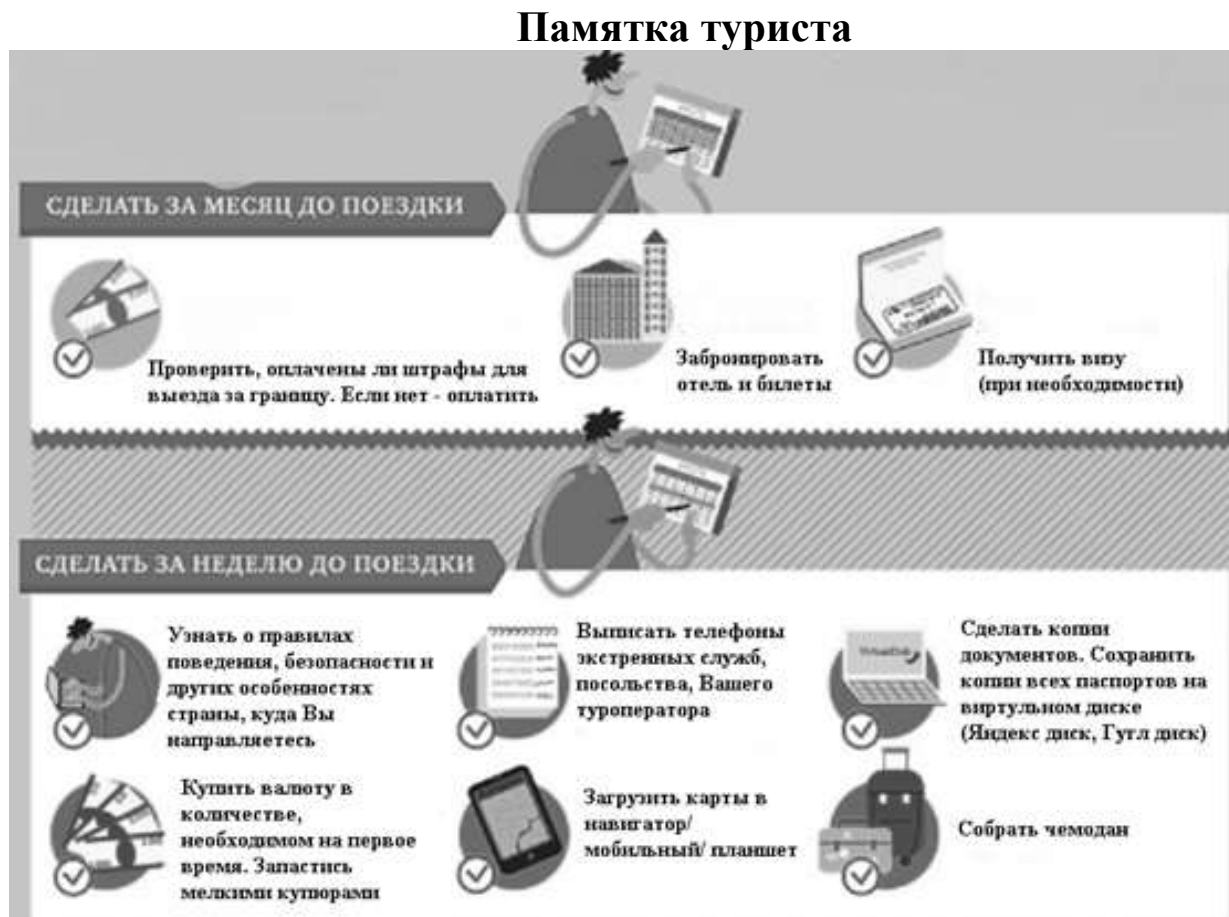 Памятка туриста
СДЕЛАТЬ ЗА МЕСЯЦ ДО ПОЕЗДКИ
Проверить, оплачены ли штрафы для
выезда за границу. Если нет - оплатить
Забронировать
отель и билеты
Получить визу
(при необходимости)
СДЕЛАТЬ ЗА НЕДЕЛЮ ДО ПОЕЗДКИ
Узнать о правилах
поведения, безопасности и
других особенностях
страны, куда Вы
направляетесь
Выписать телефоны
экстренных служб,
посольства, Вашего
туроператора
Сделать копии
документов. Сохранить
копии всех паспортов на
виртульном диске
(Яндекс диск, Гугл диск)
Купить валюту в
количестве,
необходимом на первое
время. Запастись
мелкими купюрами
Загрузить карты в
навигатор/
мобильный/ планшет
Собрать чемодан